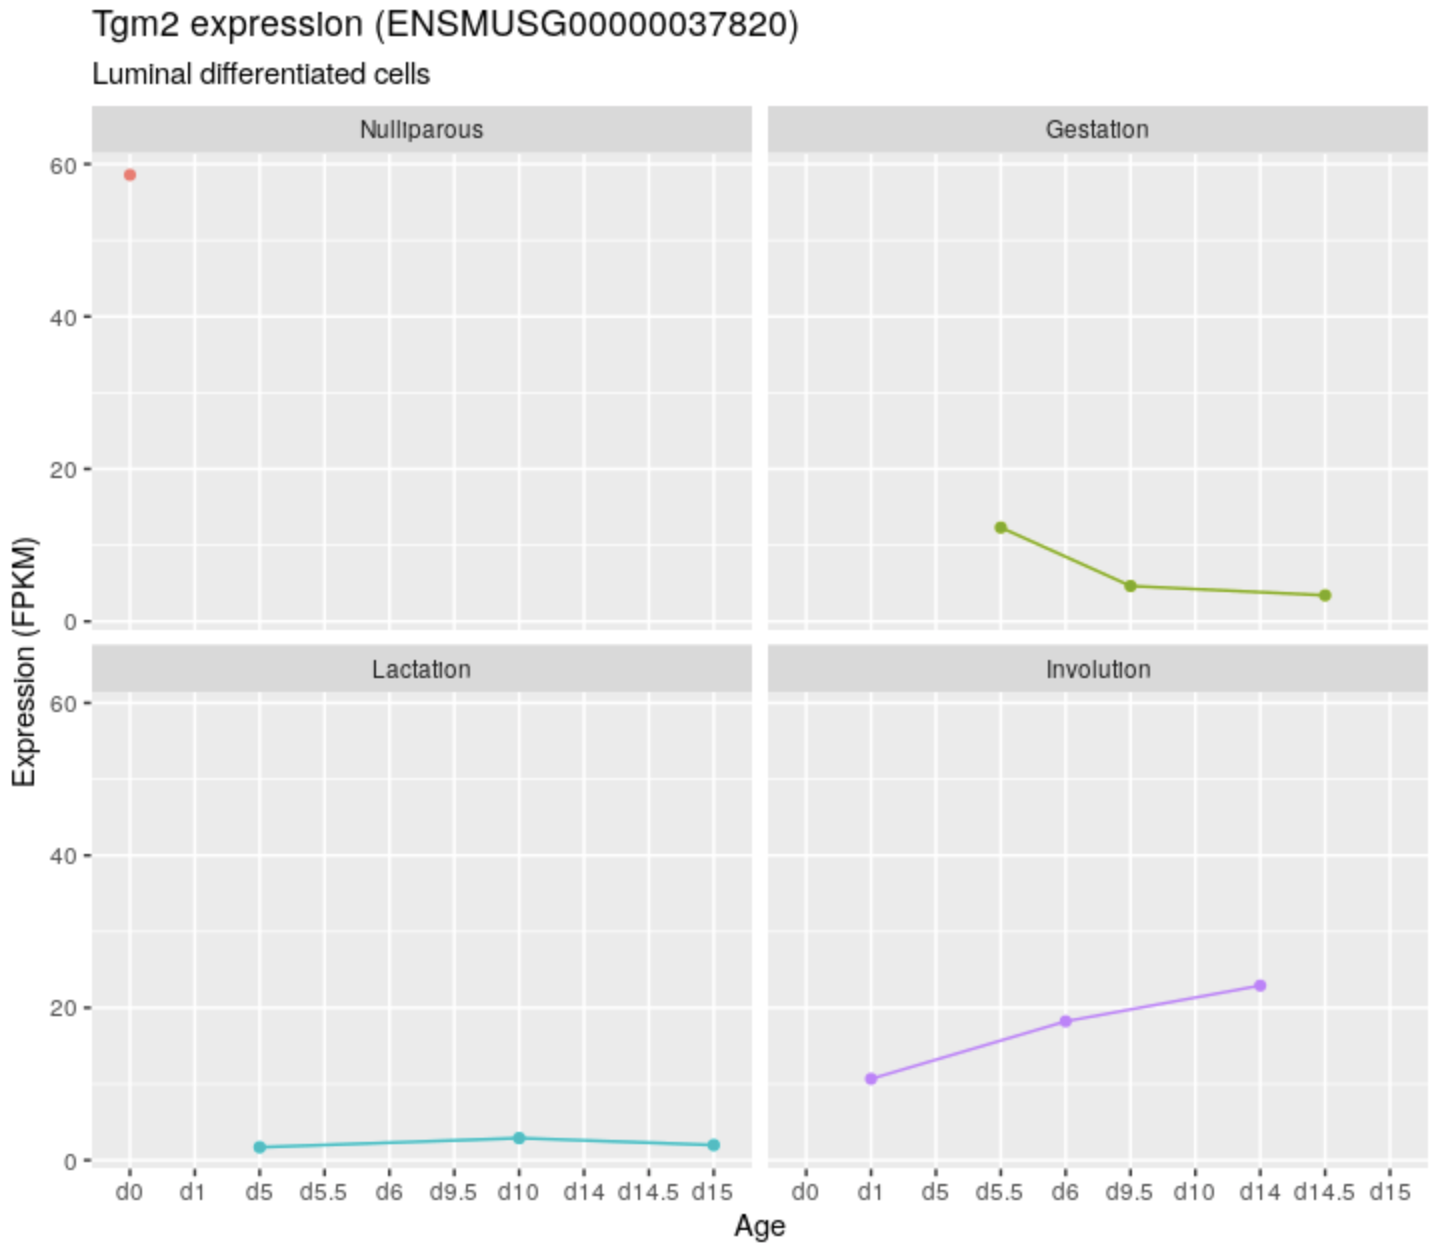 Tgm2 expression (ENSMUSG00000037820)
Luminal differentiated cells
Nulliparous
Gestation
60
40
20
0
Expression (FPKM)
Lactation
Involution
60
40
20
0
d0 d1 d5 d5.5 d6 d9.5 d10 d14 d14.5 d15
d0 d1 d5 d5.5 d6 d9.5 d10 d14 d14.5 d15
Age